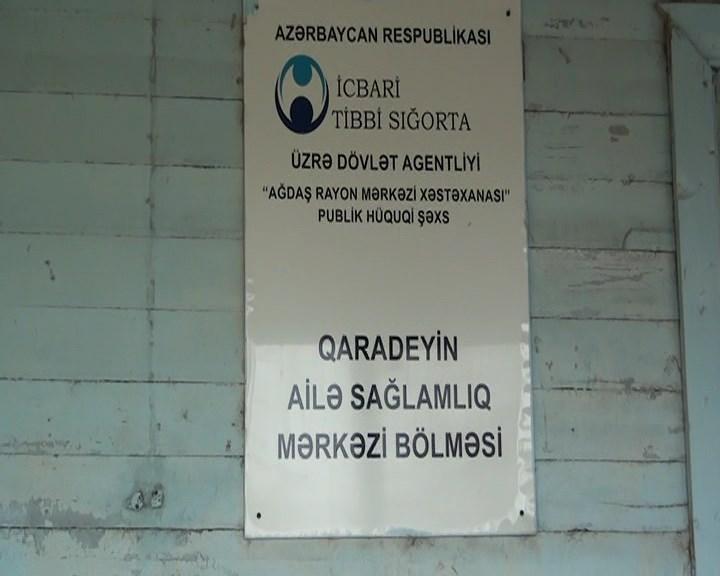 AZƏRBAYCAN RESPUBLİKASI
İCBARİ
TİBBİ SIĞORTA
ÜZRƏ DÖVLƏT AGENTLİYİ
“AĞDAŞ RAYON MƏRKƏZİ XƏSTƏXANASI”
PUBLİK HÜQUQİ ŞƏXS
QARADEYİN
AİLƏ SAĞLAMLIQ
MƏRKƏZİ BÖLMƏSİ